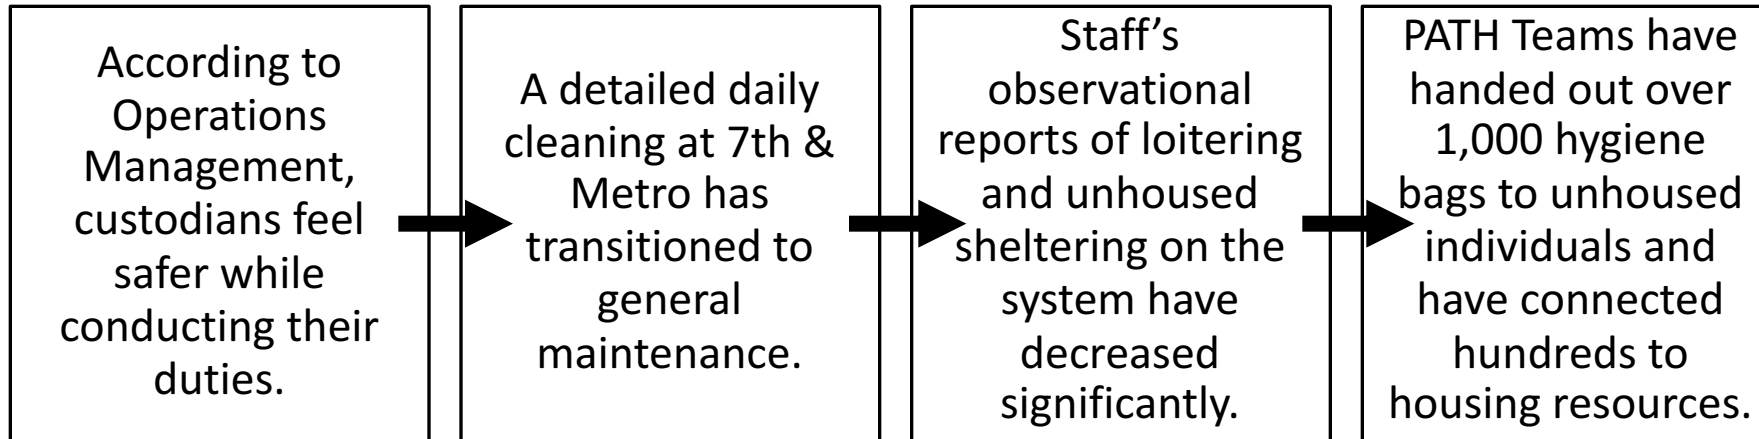 According to
Operations
Management,
custodians feel
safer while
conducting their
duties.
A detailed daily
cleaning at 7th &
Metro has
transitioned to
general
maintenance.
Staff’s
observational
reports of loitering
and unhoused
sheltering on the
system have
decreased
significantly.
PATH Teams have
handed out over
1,000 hygiene
bags to unhoused
individuals and
have connected
hundreds to
housing resources.